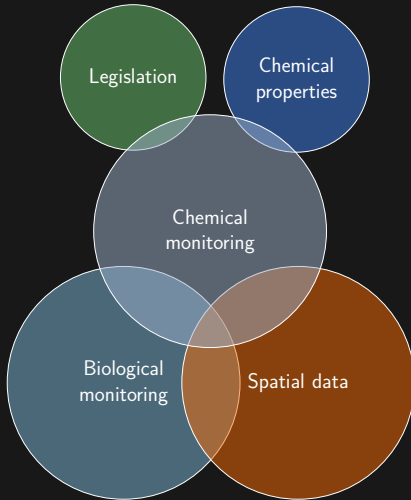 Legislation
Chemical
properties
Chemical
monitoring
Biological
monitoring
Spatial data